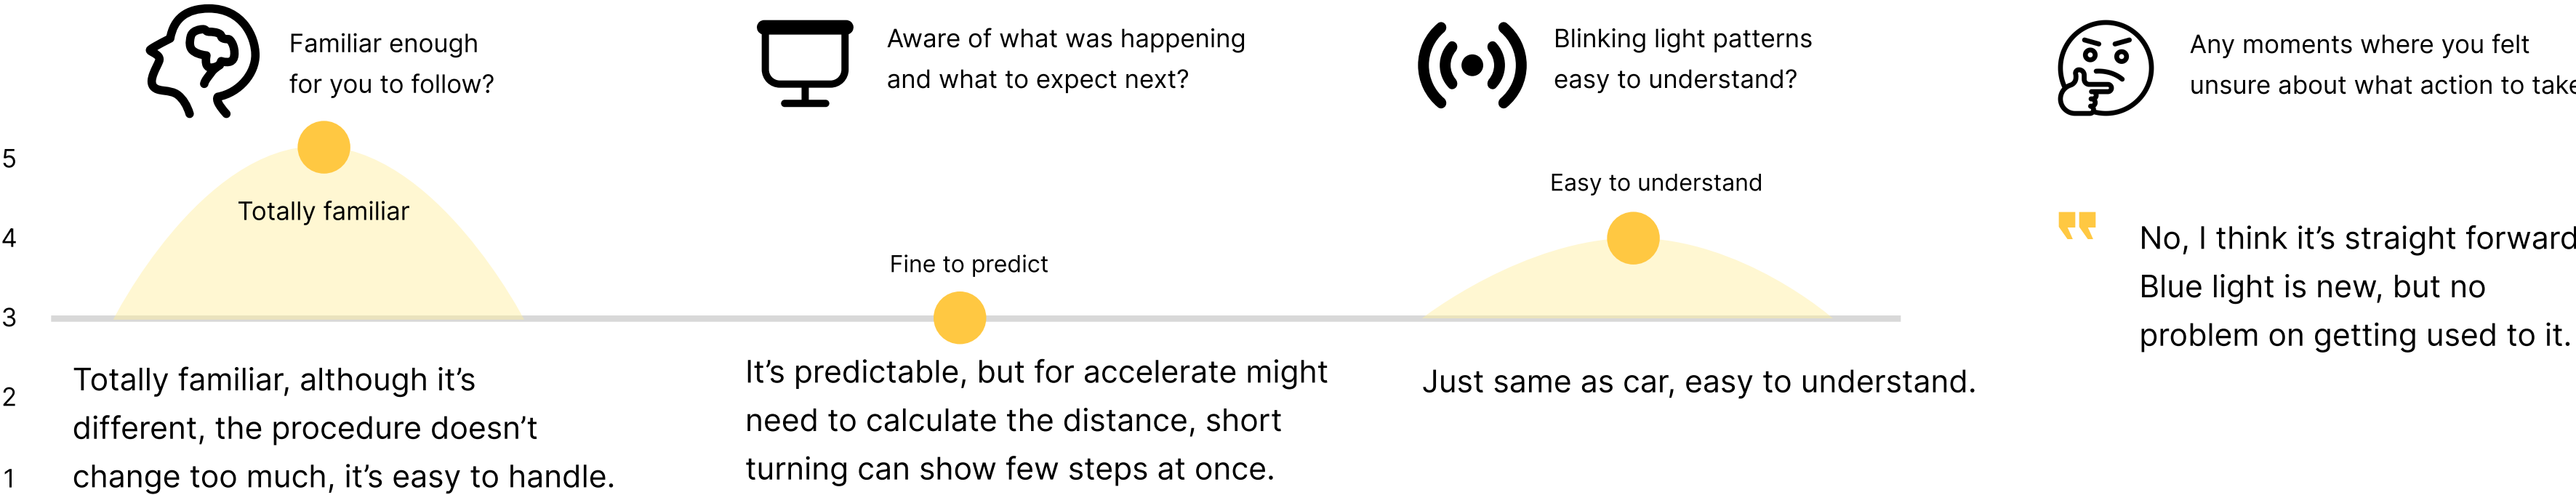 Familiar enough
for you to follow?
Aware of what was happening
and what to expect next?
Blinking light patterns
easy to understand?
Any moments where you felt
unsure about what action to take
5
4
3
2
1
Totally familiar
Fine to predict
Easy to understand
Totally familiar, although it’s
different, the procedure doesn’t
change too much, it’s easy to handle.
It’s predictable, but for accelerate might
need to calculate the distance, short
turning can show few steps at once.
Just same as car, easy to understand.
No, I think it’s straight forward
Blue light is new, but no
problem on getting used to it.